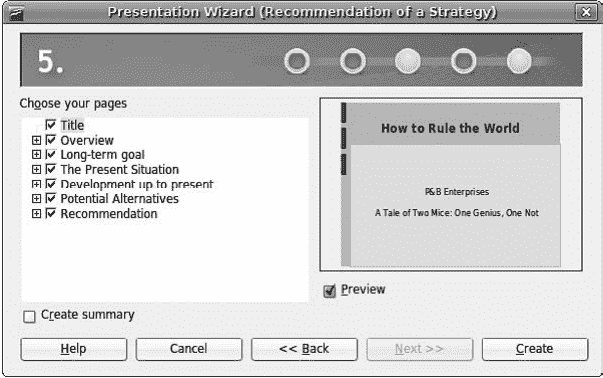 Presentation Wizard (Recommendation of a Strategy)
5.
Choose your pages
Title
Overview
Long-term goal
The Present Situation
Development up to present
Potential Alternatives
Recommendation
How to Rule the World
P&B Enterprises
A Tale of Two Mice: One Genius, One Not
Preview
Create summary
Help
Cancel
<< Back
Next >>
Create